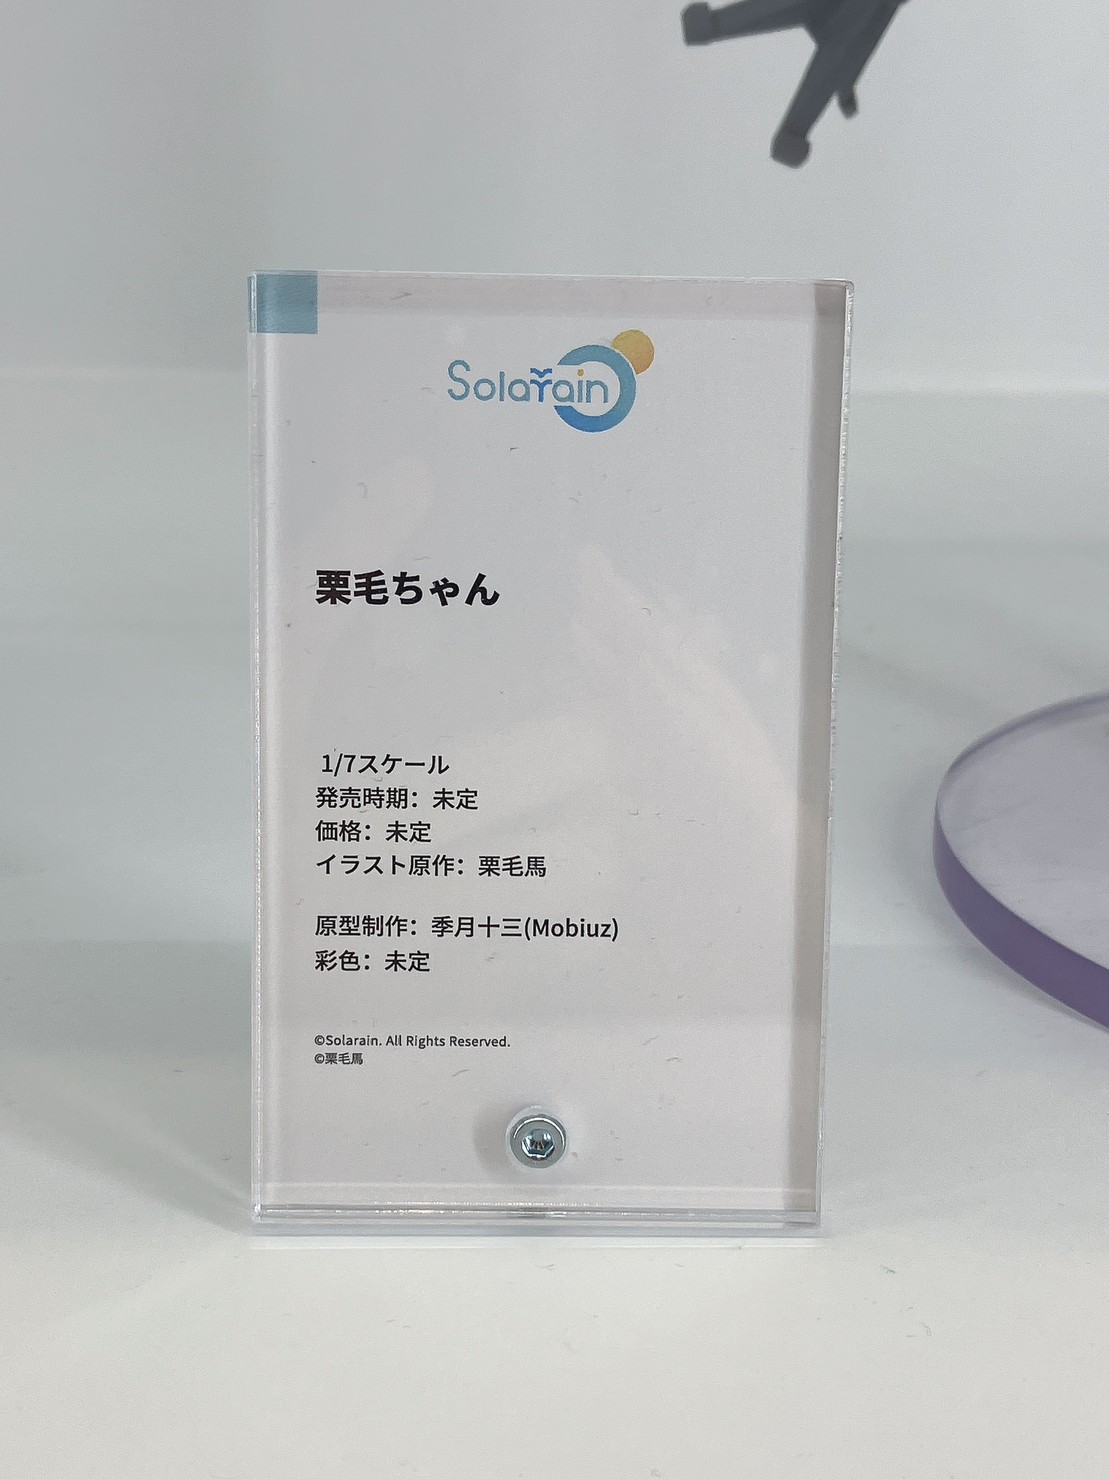 Solarain
栗毛ちゃん
1/7スケール
発売時期：未定
価格：未定
イラスト原作：栗毛馬
原型制作：季月十三(Mobiuz)
彩色：未定
©Solarain. All Rights Reserved.
©栗毛馬